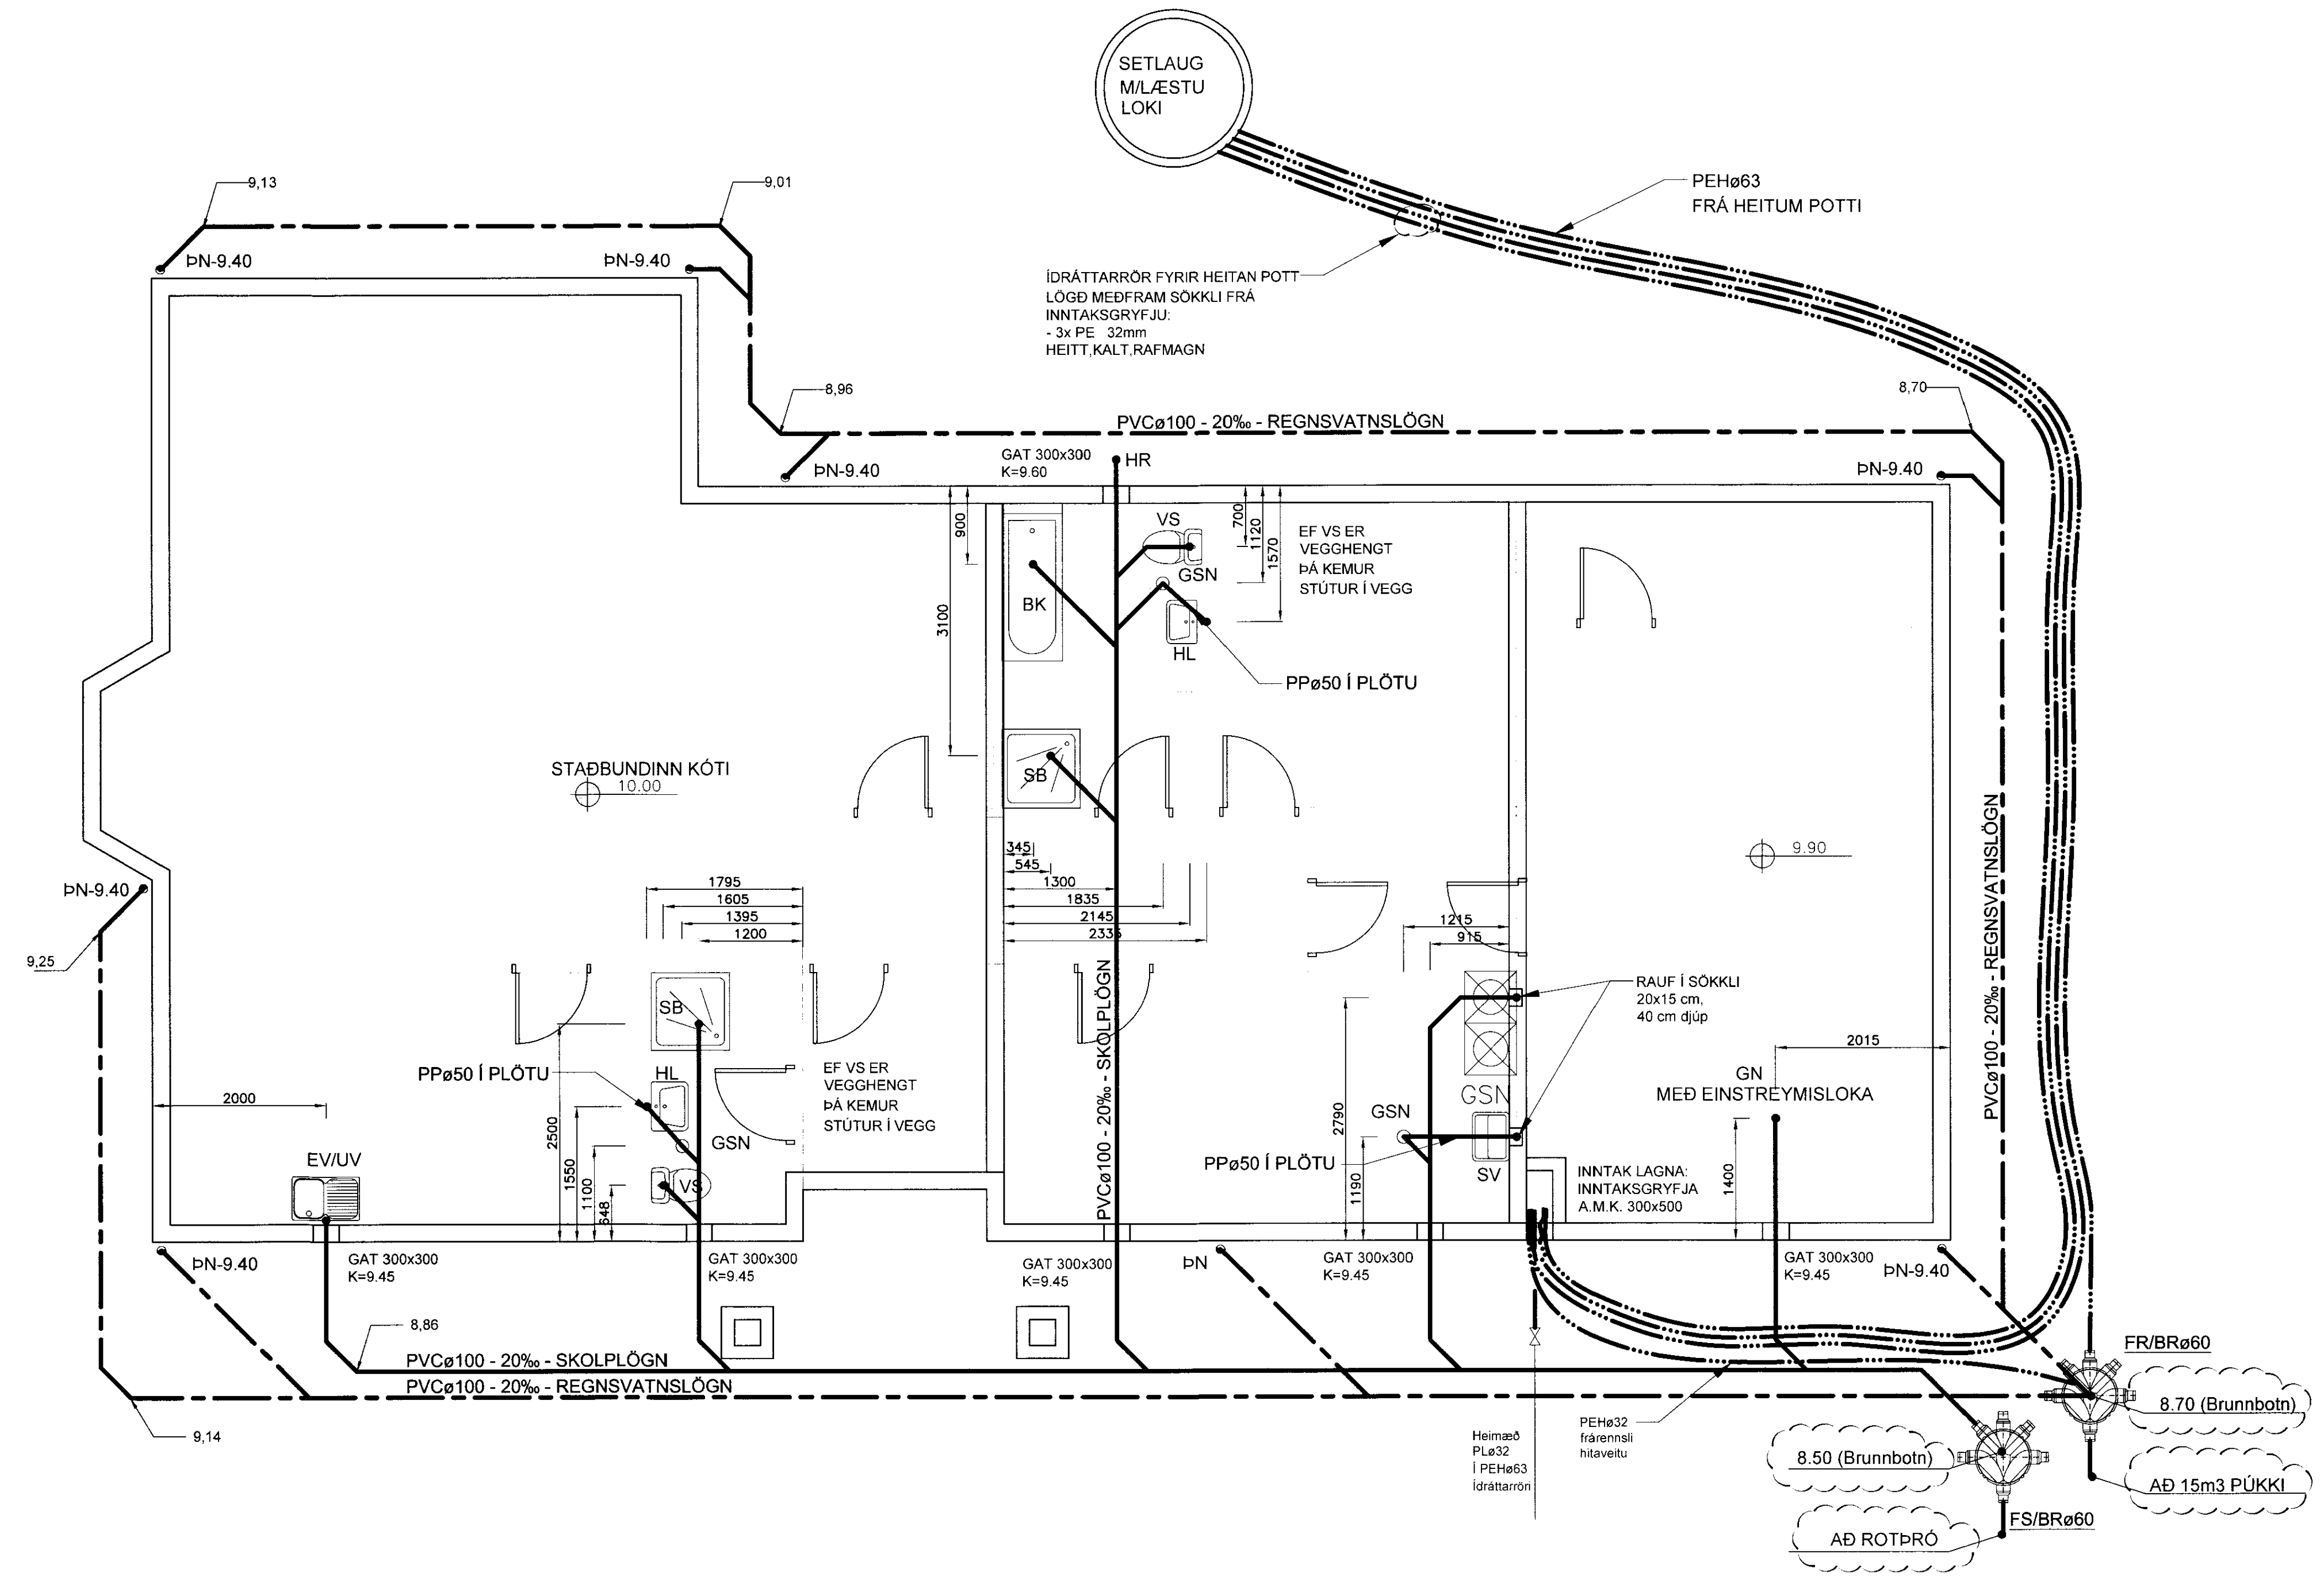 SETLAUG
M/LÆSTU
LOKI
PEHø63
FRÁ HEITUM POTTI
9,13
9,01
ÞN-9.40
ÞN-9.40
ÍDRÁTTARRÖR FYRIR HEITAN POTT
LÖGÐ MEÐFRAM SÖKKLI FRÁ
INNTAKSGRYFJU:
- 3x PE 32mm
HEITT,KALT,RAFMAGN
8,96
8,70
PVCø100 - 20‰ - REGNSVATNSLÖGN
GAT 300x300
K=9.60
HR
ÞN-9.40
ÞN-9.40
900
3100
VS
GSN
BK
HL
700
1120
1570
EF VS ER
VEGGHENGT
ÞÁ KEMUR
STÚTUR Í VEGG
PPø50 Í PLÖTU
SB
STAÐBUNDINN KÓTI
10.00
9.90
PVCø100 - 20‰ - REGNSVATNSLÖGN
345
545
1300
1835
2145
2335
1795
1605
1395
1200
ÞN-9.40
9,25
1215
915
RAUF Í SÖKKLI
20x15 cm,
40 cm djúp
SB
PPø50 Í PLÖTU
HL
GSN
VS
EF VS ER
VEGGHENGT
ÞÁ KEMUR
STÚTUR Í VEGG
2000
2500
1550
1100
648
EV/UV
PVCø100 - 20‰ - SKOLPLÖGN
2790
1190
GSN
GSN
PPø50 Í PLÖTU
SV
2015
GN
MEÐ EINSTREYMISLOKA
1400
INNTAK LAGNA:
INNTAKSGRYFJA
A.M.K. 300x500
ÞN-9.40
GAT 300x300
K=9.45
GAT 300x300
K=9.45
GAT 300x300
K=9.45
ÞN
GAT 300x300
K=9.45
GAT 300x300
K=9.45
ÞN-9.40
8,86
PVCø100 - 20‰ - SKOLPLÖGN
PVCø100 - 20‰ - REGNSVATNSLÖGN
9,14
FR/BRø60
8.70 (Brunnbotn)
Heimæð
PLø32
Í PEHø63
ídráttarröri
PEHø32
frárennsli
hitaveitu
8.50 (Brunnbotn)
AÐ 15m3 PÚKKI
FS/BRø60
AÐ ROTÞRÓ